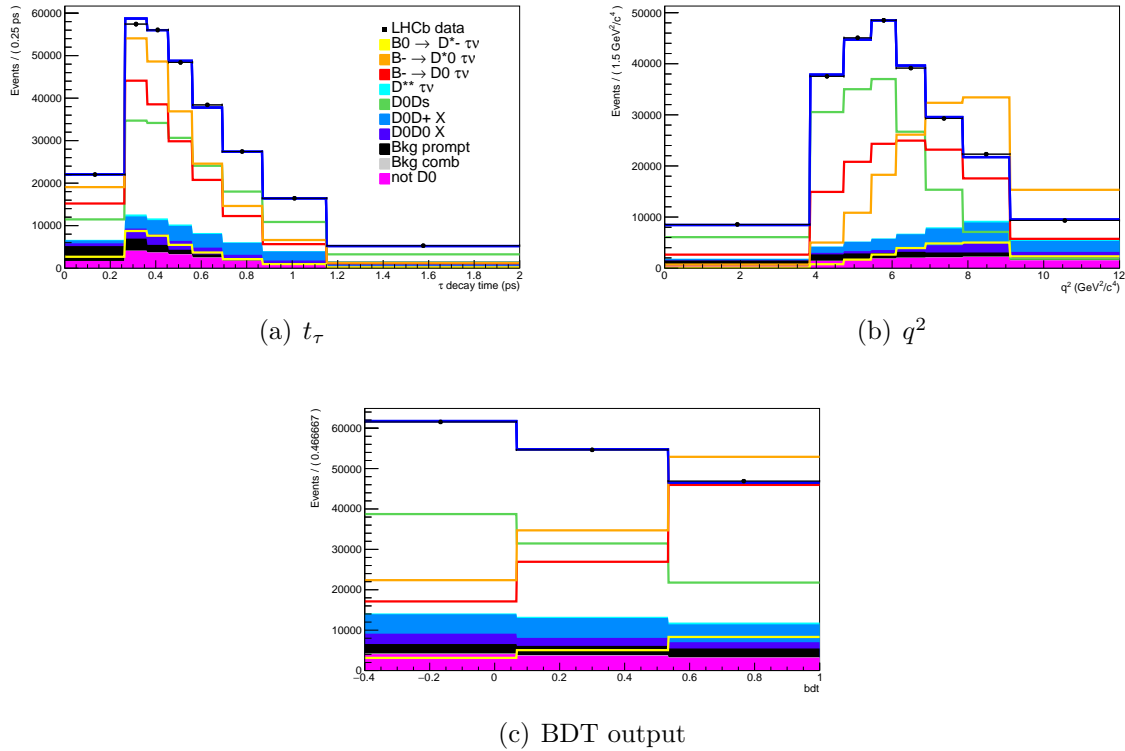 Events / ( 0.25 ps )
60000
50000
40000
30000
20000
10000
0
LHCb data
B0 → D*- τν
B- → D*0 τν
B- → D0 τν
D** τν
D0Ds
D0D+ X
D0D0 X
Bkg prompt
Bkg comb
not D0
0 0.2 0.4 0.6 0.8 1 1.2 1.4 1.6 1.8 2
τ decay time (ps)
(a) tτ
Events / ( 1.5 GeV²/c⁴ )
50000
40000
30000
20000
10000
0
0 2 4 6 8 10 12
q² (GeV²/c⁴)
(b) q²
Events / ( 0.466667 )
60000
50000
40000
30000
20000
10000
0
−0.4 −0.2 0 0.2 0.4 0.6 0.8 1
bdt
(c) BDT output